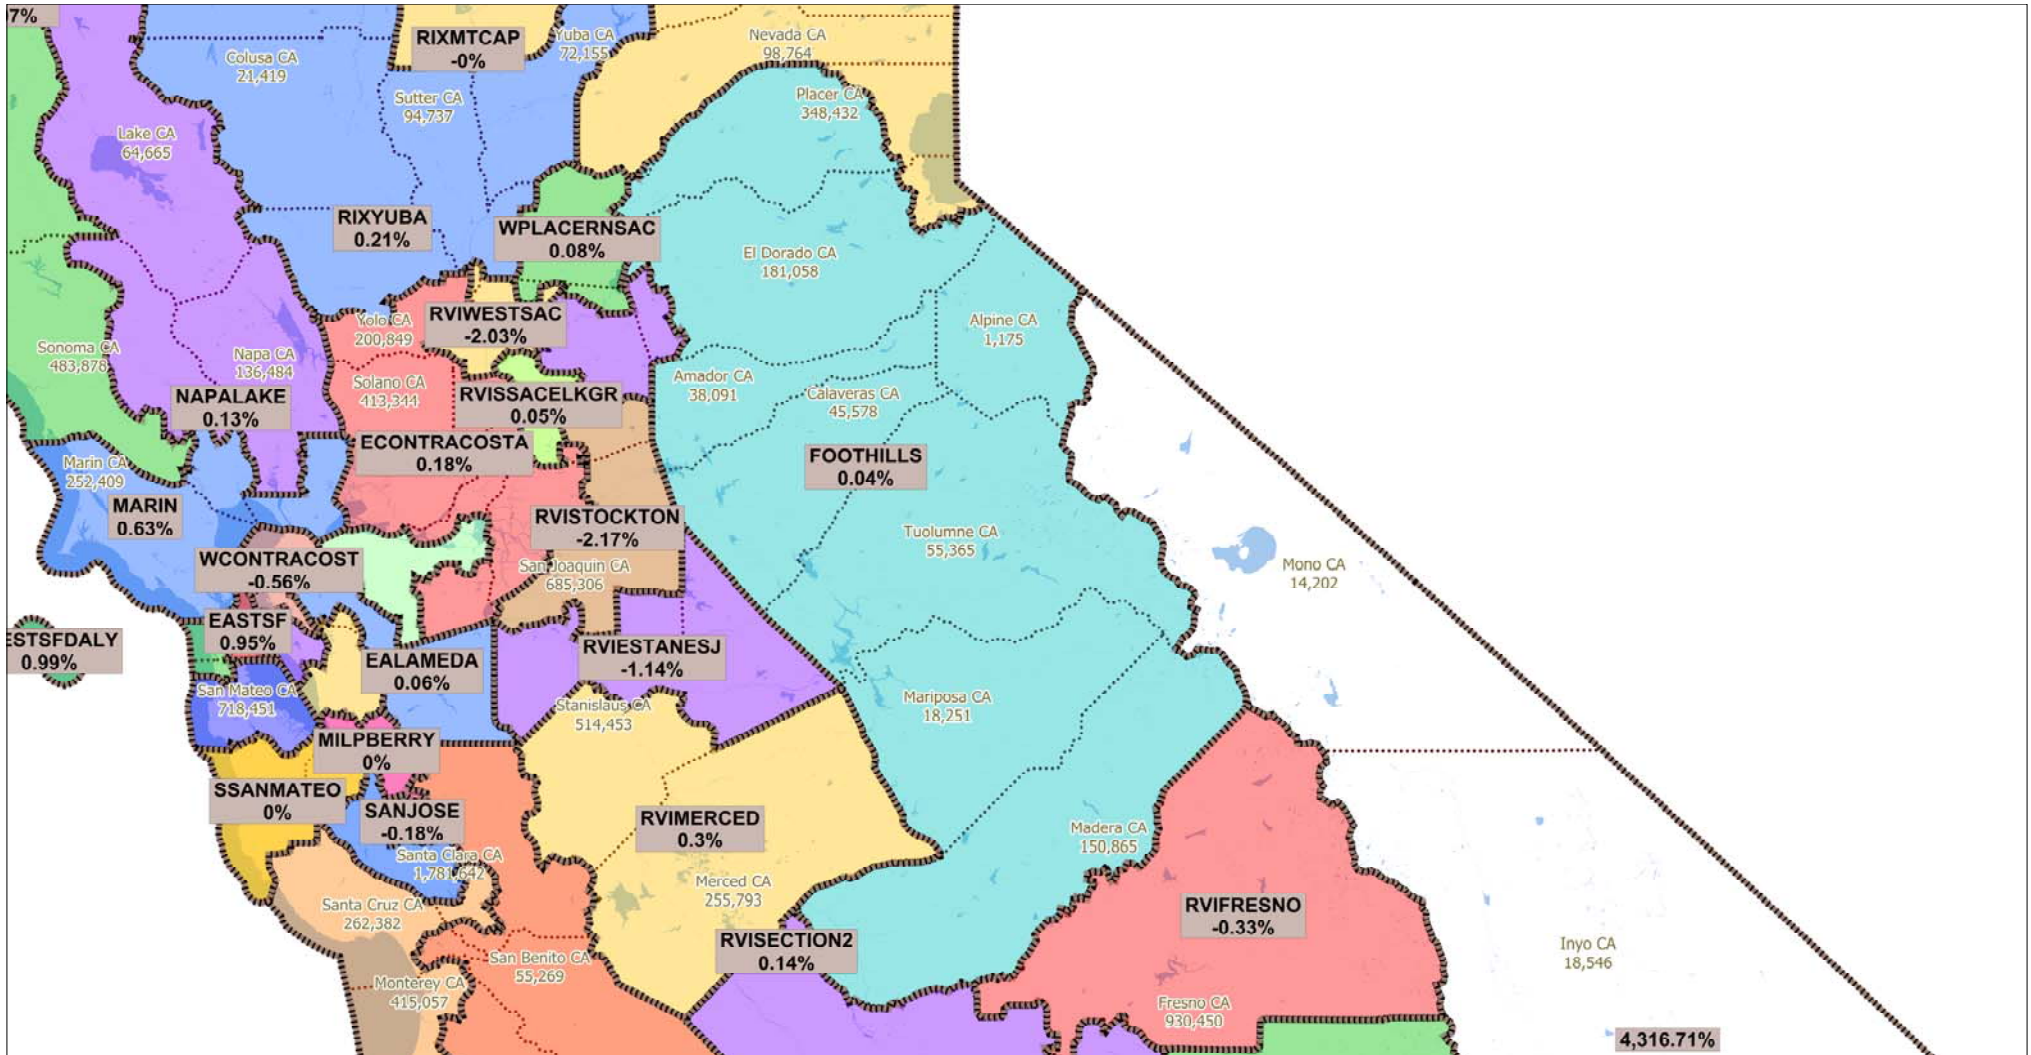 7%
RIXMTCAP
-0%
Yuba CA
72,155
Nevada CA
98,764
Colusa CA
21,419
Sutter CA
94,737
Placer CA
348,432
Lake CA
64,665
RIXYUBA
0.21%
WPLACERNSAC
0.08%
El Dorado CA
181,058
Yolo CA
200,849
RVIWESTSAC
-2.03%
Alpine CA
1,175
Sonoma CA
483,878
Napa CA
136,484
Solano CA
413,344
Amador CA
38,091
Calaveras CA
45,578
NAPALAKE
0.13%
RVISSACELKGR
0.05%
ECONTRACOSTA
0.18%
FOOTHILLS
0.04%
Marin CA
252,409
MARIN
0.63%
RVISTOCKTON
-2.17%
Tuolumne CA
55,365
WCONTRACOST
-0.56%
San Joaquin CA
685,306
Mono CA
14,202
EASTSF
0.95%
ESTSFDALY
0.99%
EALAMEDA
0.06%
RVIESTANESJ
-1.14%
San Mateo CA
718,451
Stanislaus CA
514,453
Mariposa CA
18,251
MILPBERRY
0%
SSANMATEO
0%
SANJOSE
-0.18%
RVIMERCED
0.3%
Madera CA
150,865
Santa Clara CA
1,781,642
Merced CA
255,793
Santa Cruz CA
262,382
RVIFRESNO
-0.33%
RVISECTION2
0.14%
San Benito CA
55,269
Inyo CA
18,546
Monterey CA
415,057
Fresno CA
930,450
4,316.71%